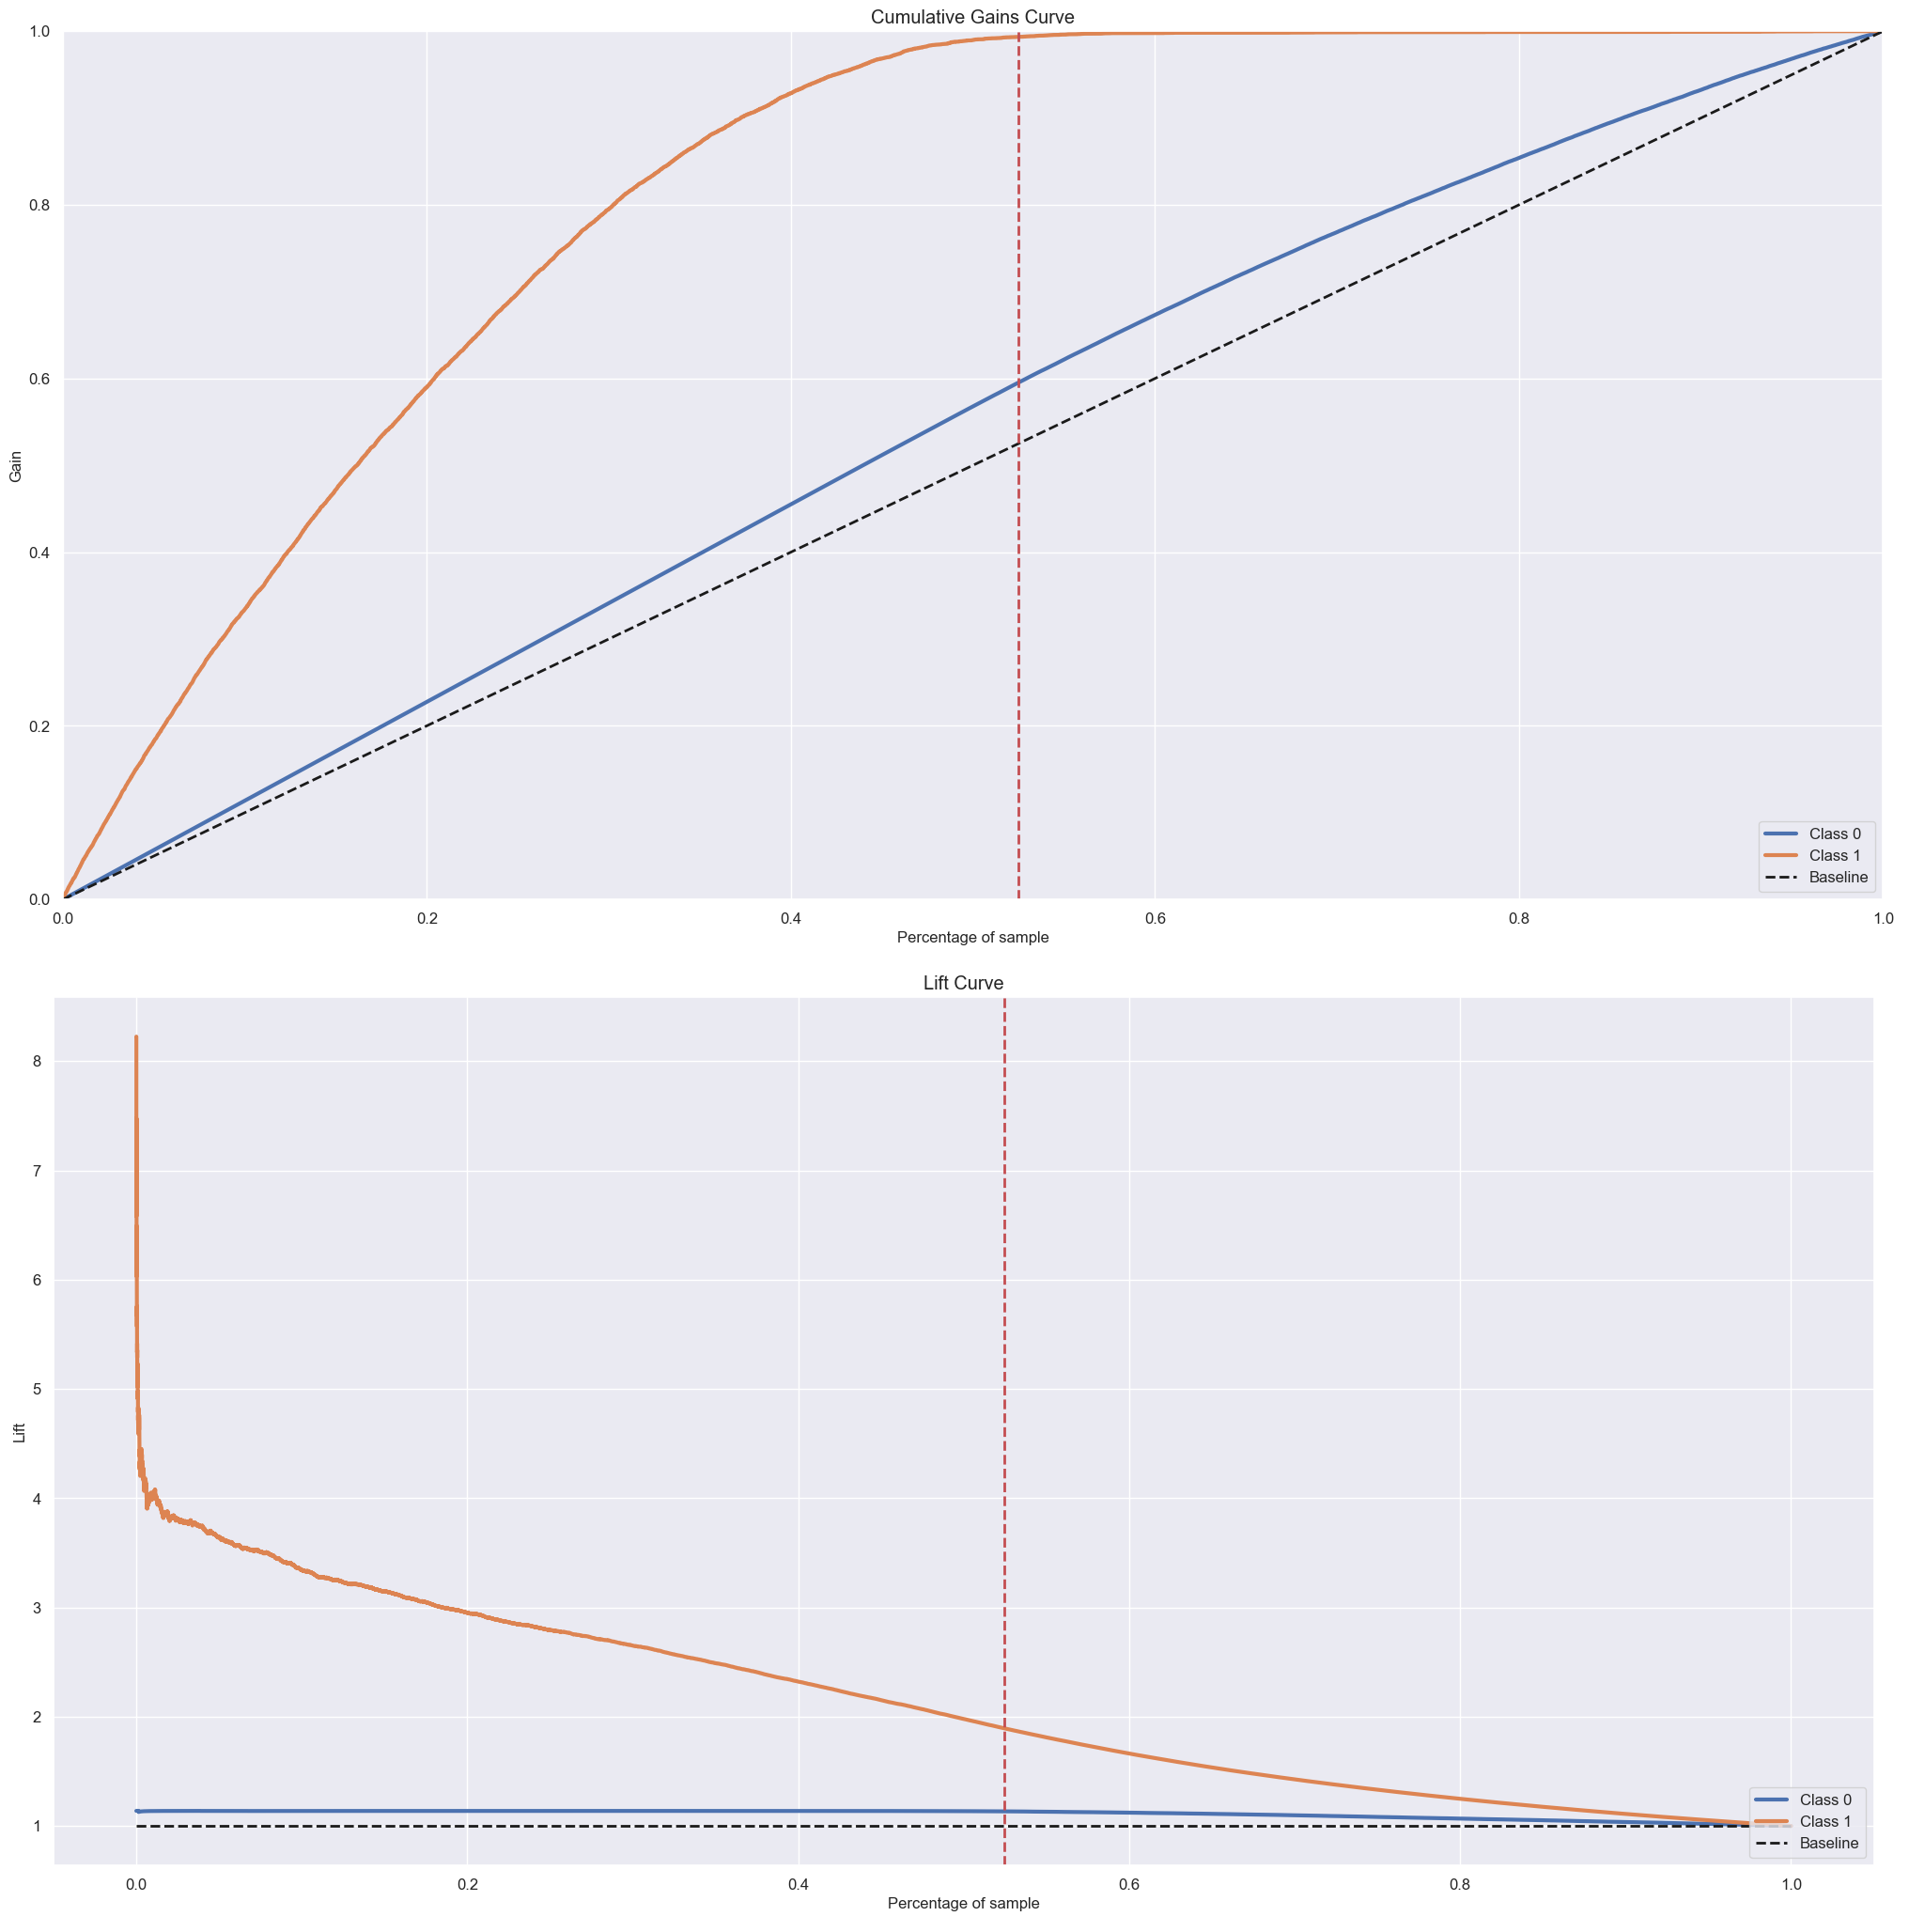 Cumulative Gains Curve
1.0
0.8
0.6
0.4
0.2
0.0
Gain
Class 0
Class 1
Baseline
0.0 0.2 0.4 0.6 0.8 1.0
Percentage of sample
Lift Curve
8
7
6
5
4
3
2
1
Lift
Class 0
Class 1
Baseline
0.0 0.2 0.4 0.6 0.8 1.0
Percentage of sample